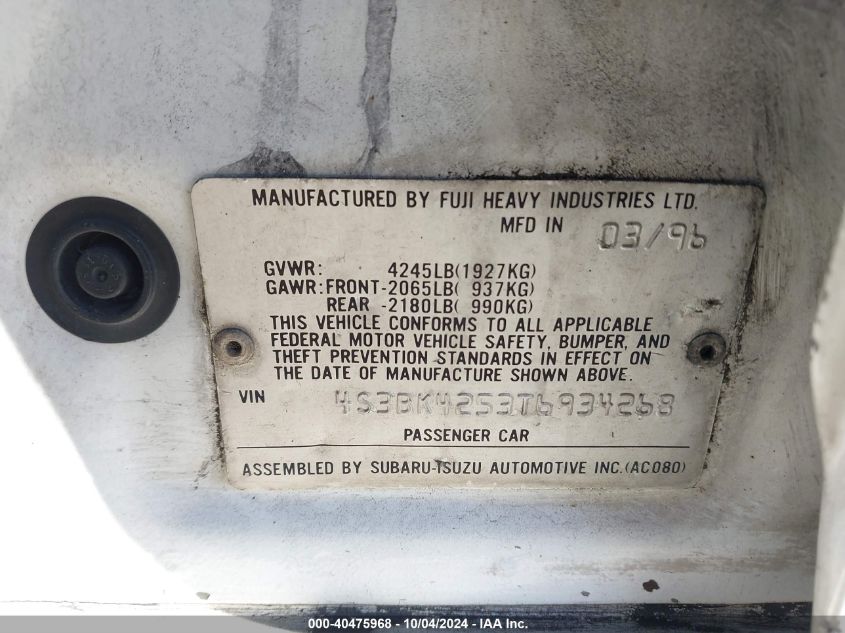 MANUFACTURED BY FUJI HEAVY INDUSTRIES LTD.
MFD IN 03/96
GVWR: 4245LB(1927KG)
GAWR:FRONT-2065LB( 937KG)
REAR -2180LB( 990KG)
THIS VEHICLE CONFORMS TO ALL APPLICABLE
FEDERAL MOTOR VEHICLE SAFETY, BUMPER, AND
THEFT PREVENTION STANDARDS IN EFFECT ON
THE DATE OF MANUFACTURE SHOWN ABOVE.
VIN 4S3BK4253T6934268
PASSENGER CAR
ASSEMBLED BY SUBARU-ISUZU AUTOMOTIVE INC.(AC080)
000-40475968 - 10/04/2024 - IAA Inc.